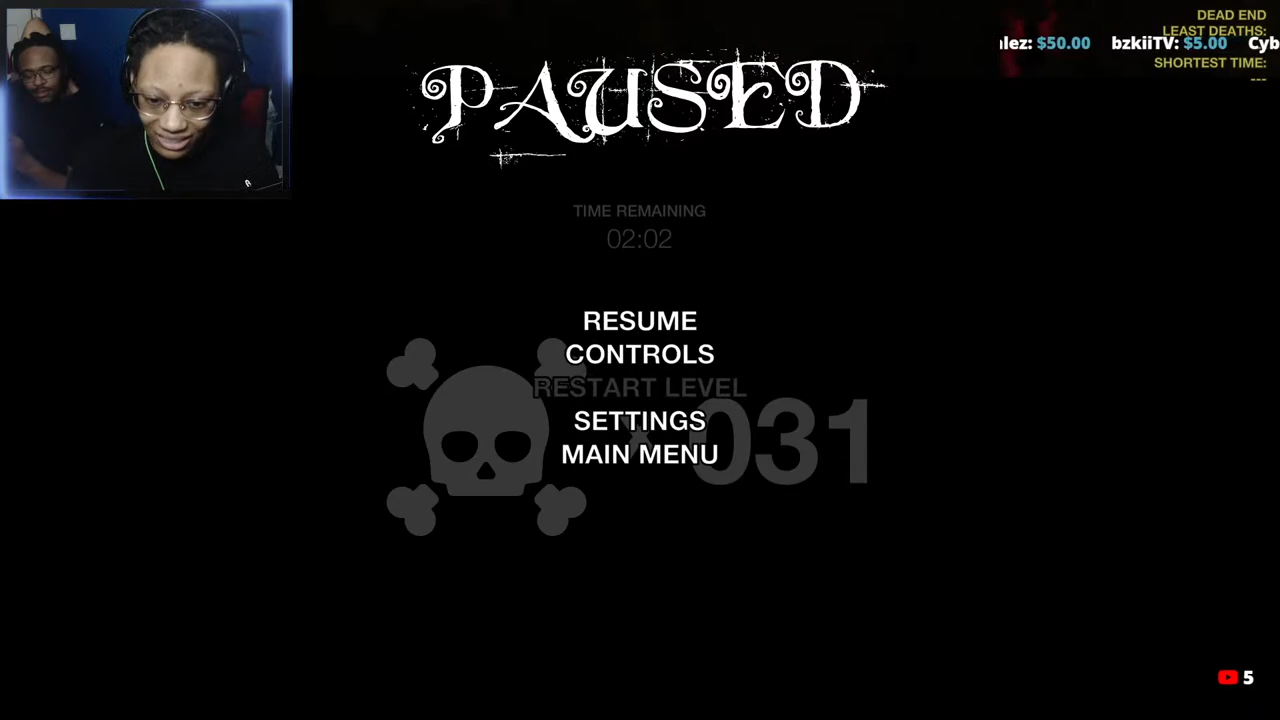 DEAD END
LEAST DEATHS:
$50.00 bzkiiTV: $5.00
SHORTEST TIME:
---
PAUSED
TIME REMAINING
02:02
RESUME
CONTROLS
RESTART LEVEL
SETTINGS
MAIN MENU
031
5